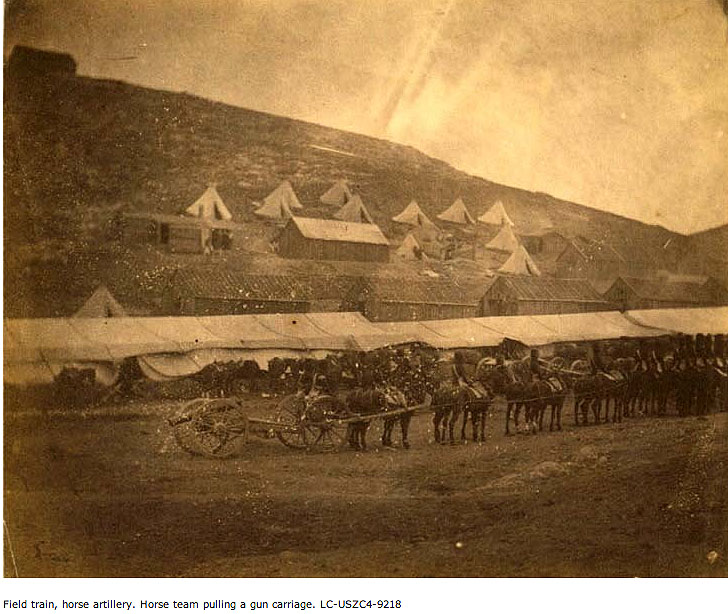 Field train, horse artillery. Horse team pulling a gun carriage. LC-USZC4-9218